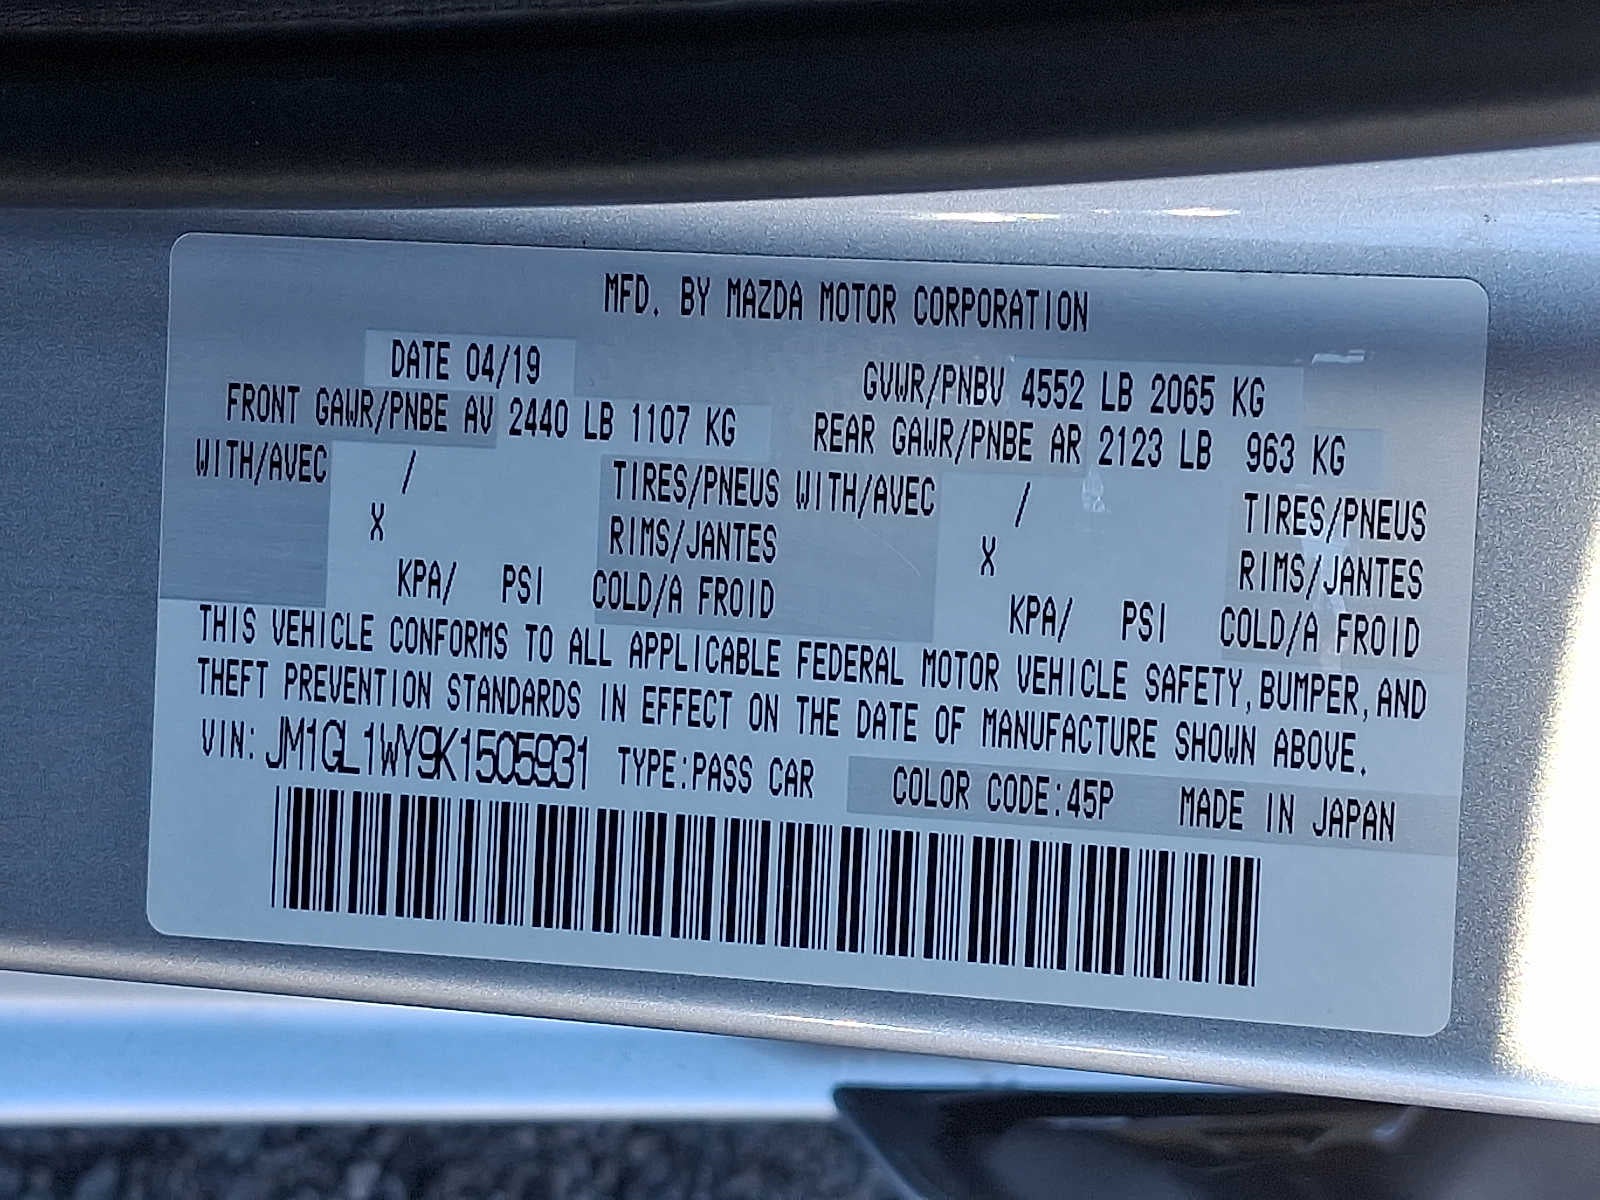 MFD. BY MAZDA MOTOR CORPORATION
DATE 04/19 GVWR/PNBV 4552 LB 2065 KG
FRONT GAWR/PNBE AV 2440 LB 1107 KG REAR GAWR/PNBE AR 2123 LB 963 KG
WITH/AVEC / TIRES/PNEUS WITH/AVEC / TIRES/PNEUS
X RIMS/JANTES X RIMS/JANTES
KPA/ PSI COLD/A FROID KPA/ PSI COLD/A FROID
THIS VEHICLE CONFORMS TO ALL APPLICABLE FEDERAL MOTOR VEHICLE SAFETY, BUMPER, AND
THEFT PREVENTION STANDARDS IN EFFECT ON THE DATE OF MANUFACTURE SHOWN ABOVE.
VIN: JM1GL1WY9K1505931 TYPE:PASS CAR COLOR CODE:45P MADE IN JAPAN